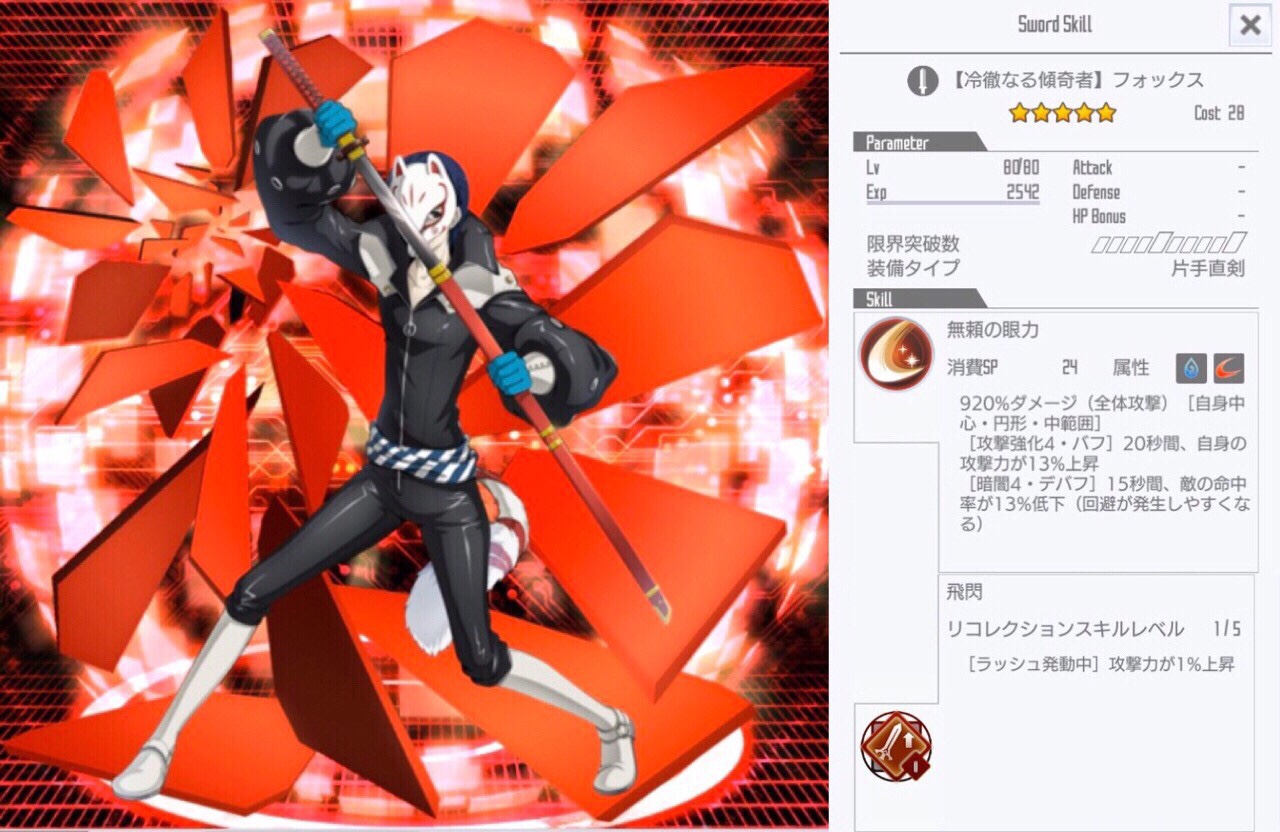 Sword Skill
【冷徹なる傾奇者】フォックス
Cost 28
Parameter
Lv 80/80 Attack -
Exp 2542 Defense -
HP Bonus -
限界突破数
装備タイプ 片手直剣
Skill
無頼の眼力
消費SP 24 属性
920%ダメージ（全体攻撃）［自身中
心・円形・中範囲］
［攻撃強化4・バフ］20秒間、自身の
攻撃力が13%上昇
［暗闇4・デバフ］15秒間、敵の命中
率が13%低下（回避が発生しやすくな
る）
飛閃
リコレクションスキルレベル 1/5
［ラッシュ発動中］攻撃力が1%上昇
I